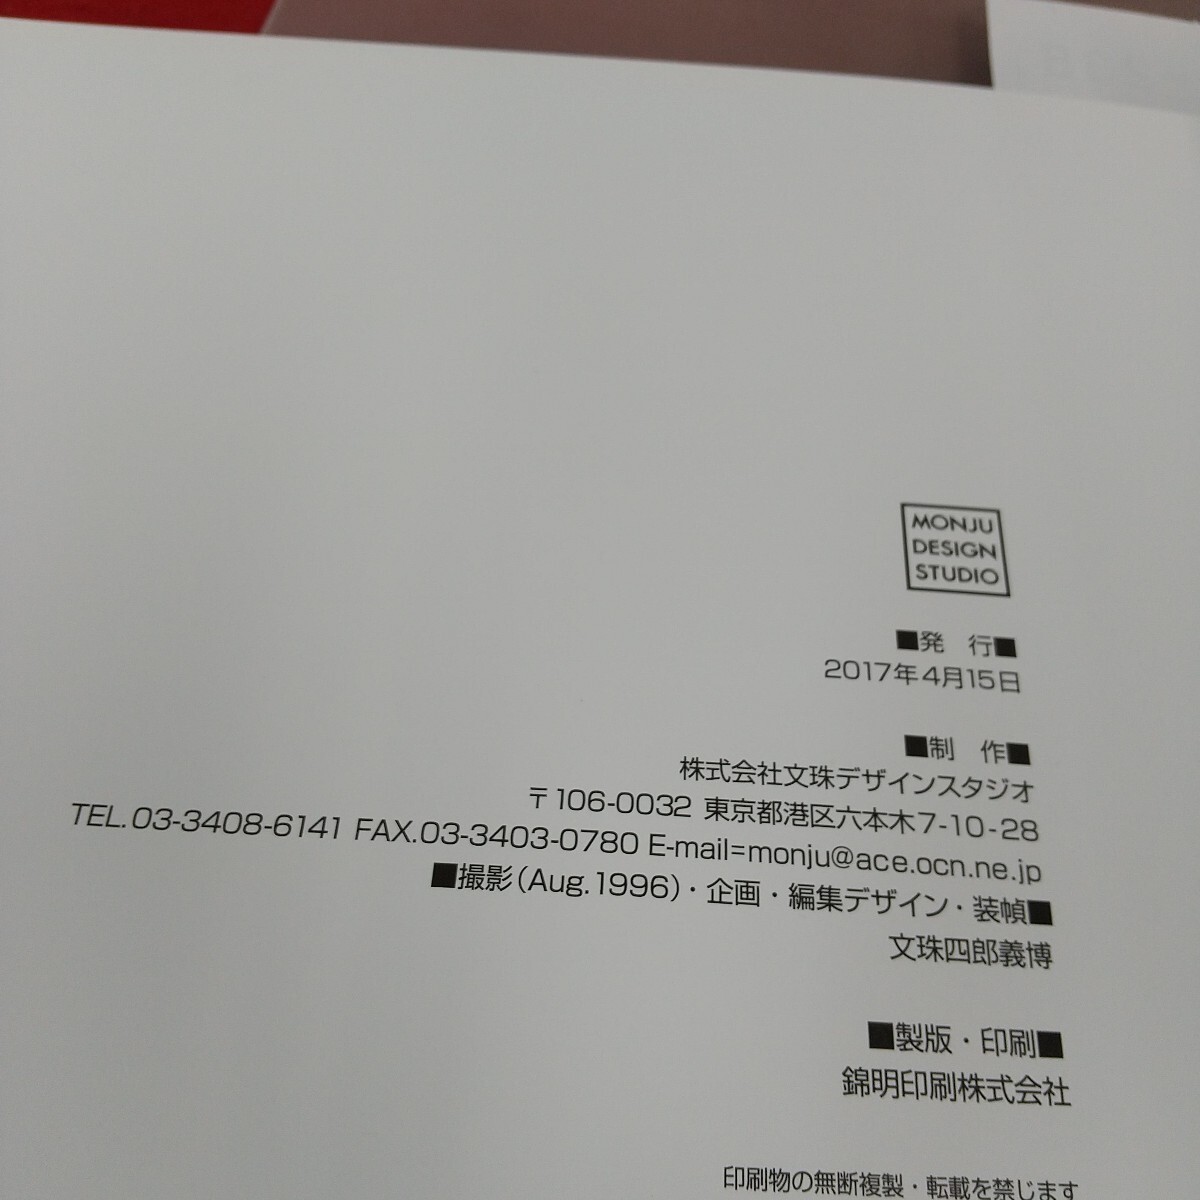 MONJU
DESIGN
STUDIO
■発 行■
2017年4月15日
■制 作■
株式会社文珠デザインスタジオ
〒106-0032 東京都港区六本木7-10-28
TEL.03-3408-6141 FAX.03-3403-0780 E-mail=monju@ace.ocn.ne.jp
■撮影(Aug.1996)・企画・編集デザイン・装幀■
文珠四郎義博
■製版・印刷■
錦明印刷株式会社
印刷物の無断複製・転載を禁じます